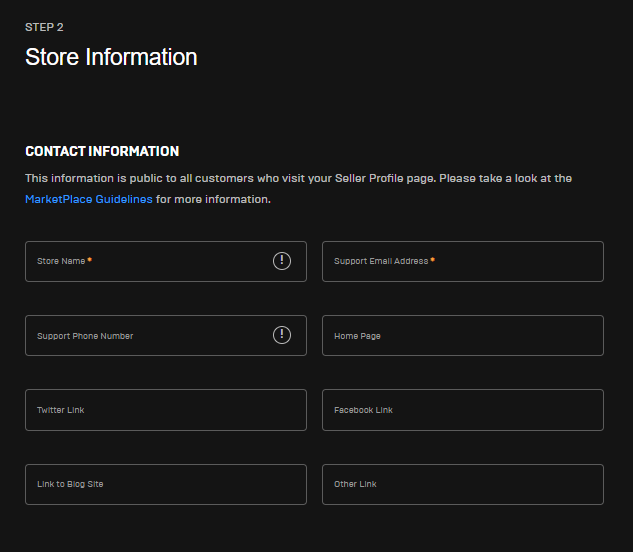 STEP 2
Store Information
CONTACT INFORMATION
This information is public to all customers who visit your Seller Profile page. Please take a look at the
MarketPlace Guidelines for more information.
Store Name *
!
Support Email Address *
Support Phone Number
!
Home Page
Twitter Link
Facebook Link
Link to Blog Site
Other Link